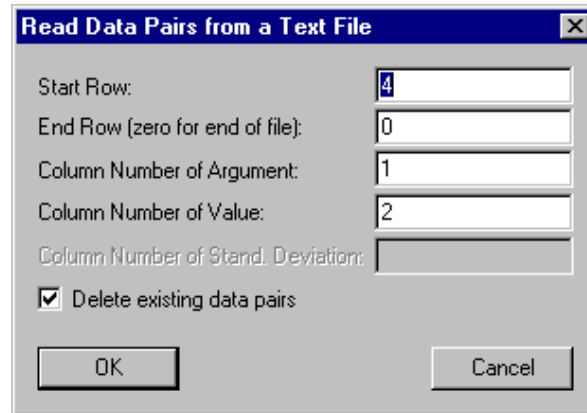 Read Data Pairs from a Text File
Start Row: 4
End Row (zero for end of file): 0
Column Number of Argument: 1
Column Number of Value: 2
Column Number of Stand. Deviation:
Delete existing data pairs
OK Cancel